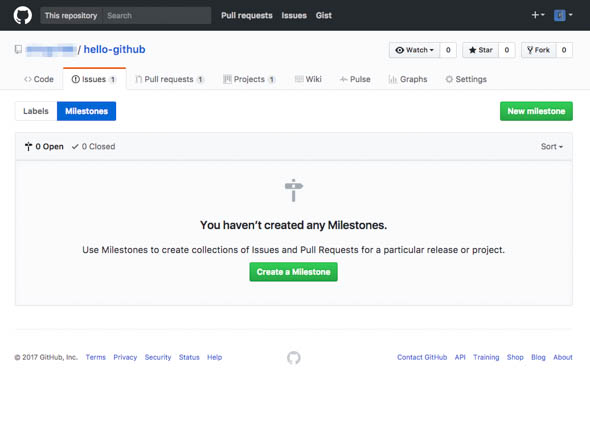 This repository Search Pull requests Issues Gist
/ hello-github Watch 0 Star 0 Fork 0
Code Issues 1 Pull requests 1 Projects 1 Wiki Pulse Graphs Settings
Labels Milestones New milestone
0 Open 0 Closed Sort
You haven't created any Milestones.
Use Milestones to create collections of Issues and Pull Requests for a particular release or project.
Create a Milestone
© 2017 GitHub, Inc. Terms Privacy Security Status Help Contact GitHub API Training Shop Blog About